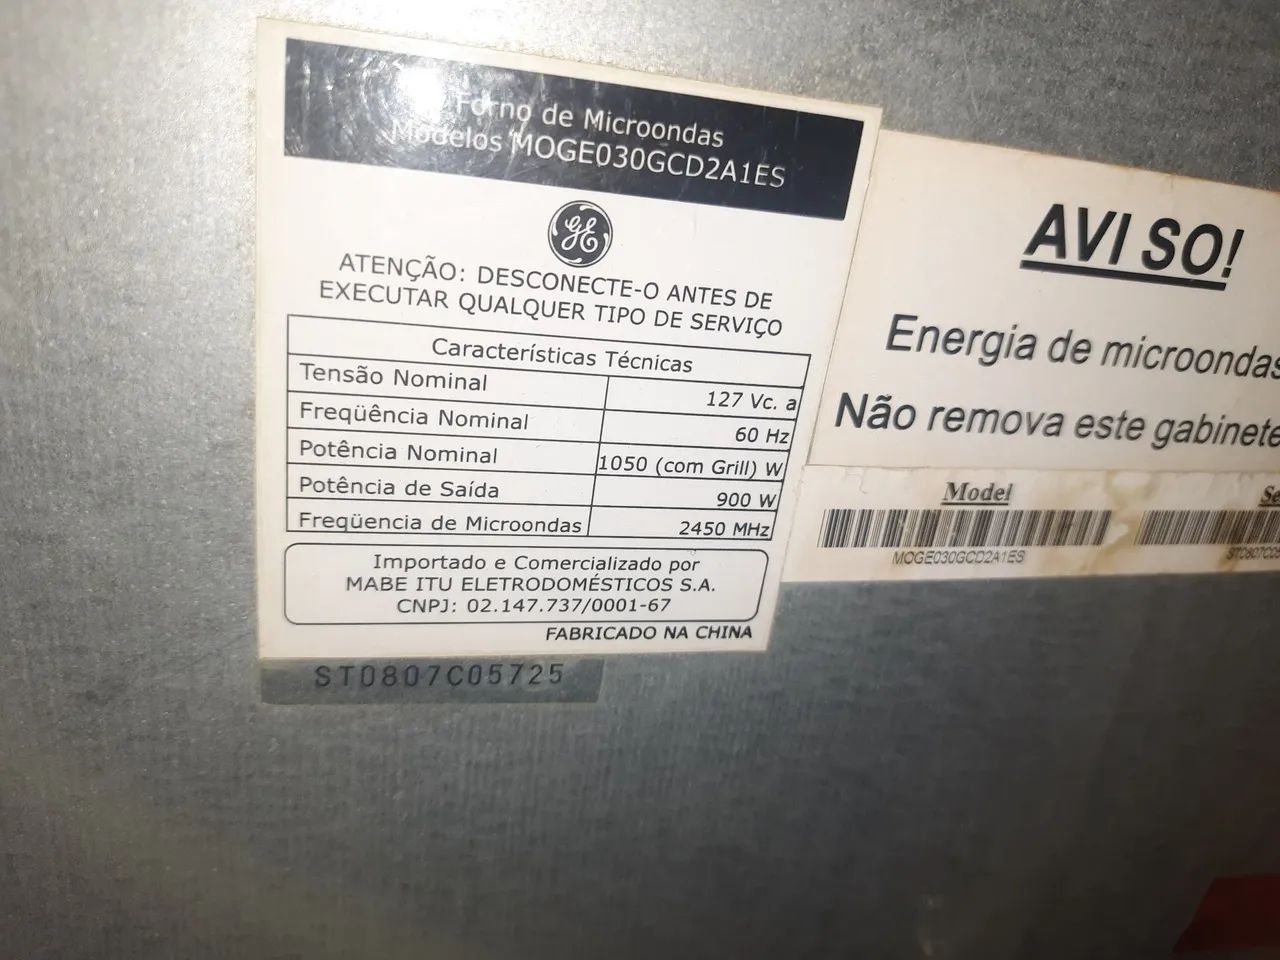 Forno de Microondas
Modelos MOGE030GCD2A1ES
GE
ATENÇÃO: DESCONECTE-O ANTES DE
EXECUTAR QUALQUER TIPO DE SERVIÇO
Características Técnicas
Tensão Nominal 127 Vc. a
Freqüência Nominal 60 Hz
Potência Nominal 1050 (com Grill) W
Potência de Saída 900 W
Freqüencia de Microondas 2450 MHz
Importado e Comercializado por
MABE ITU ELETRODOMÉSTICOS S.A.
CNPJ: 02.147.737/0001-67
FABRICADO NA CHINA
ST0807C05725
AVISO!
Energia de microondas
Não remova este gabinete
Model
MOGE030GCD2A1ES